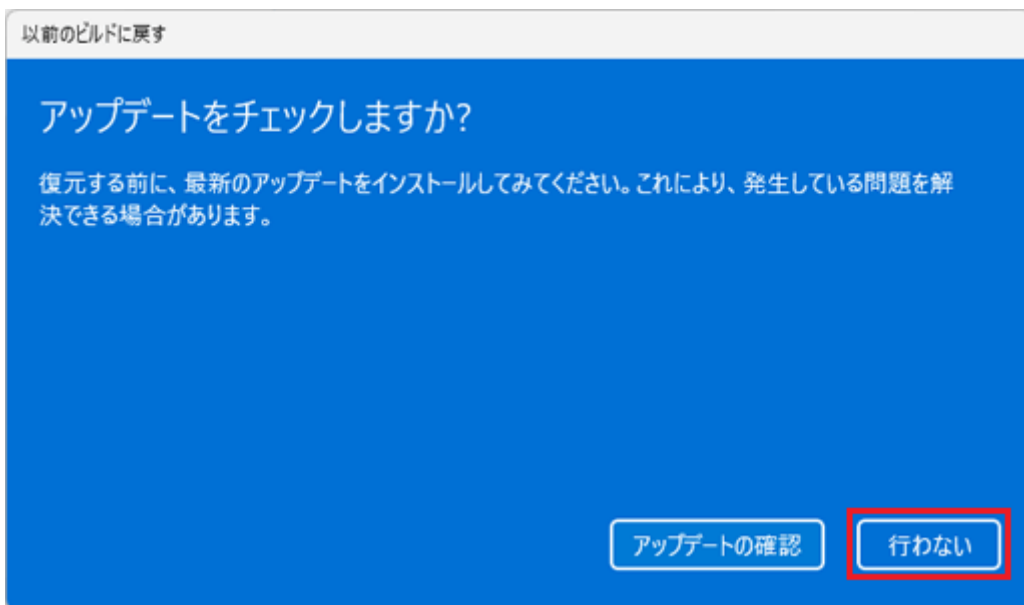 以前のビルドに戻す
アップデートをチェックしますか?
復元する前に、最新のアップデートをインストールしてみてください。これにより、発生している問題を解
決できる場合があります。
アップデートの確認
行わない